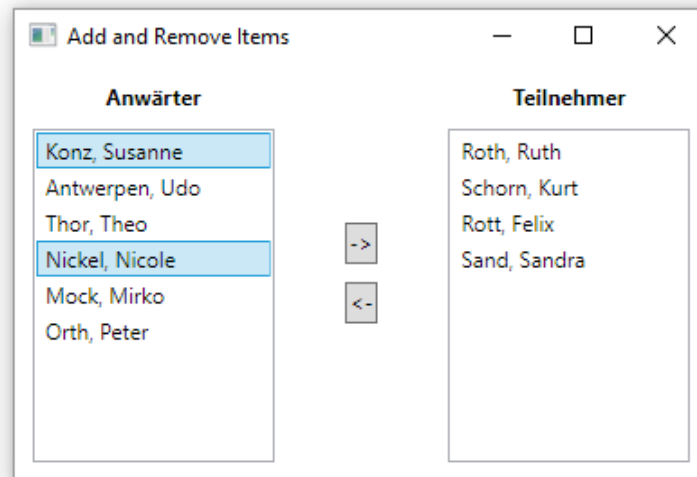 Add and Remove Items
Anwärter
Teilnehmer
Konz, Susanne
Antwerpen, Udo
Thor, Theo
Nickel, Nicole
Mock, Mirko
Orth, Peter
->
<-
Roth, Ruth
Schorn, Kurt
Rott, Felix
Sand, Sandra